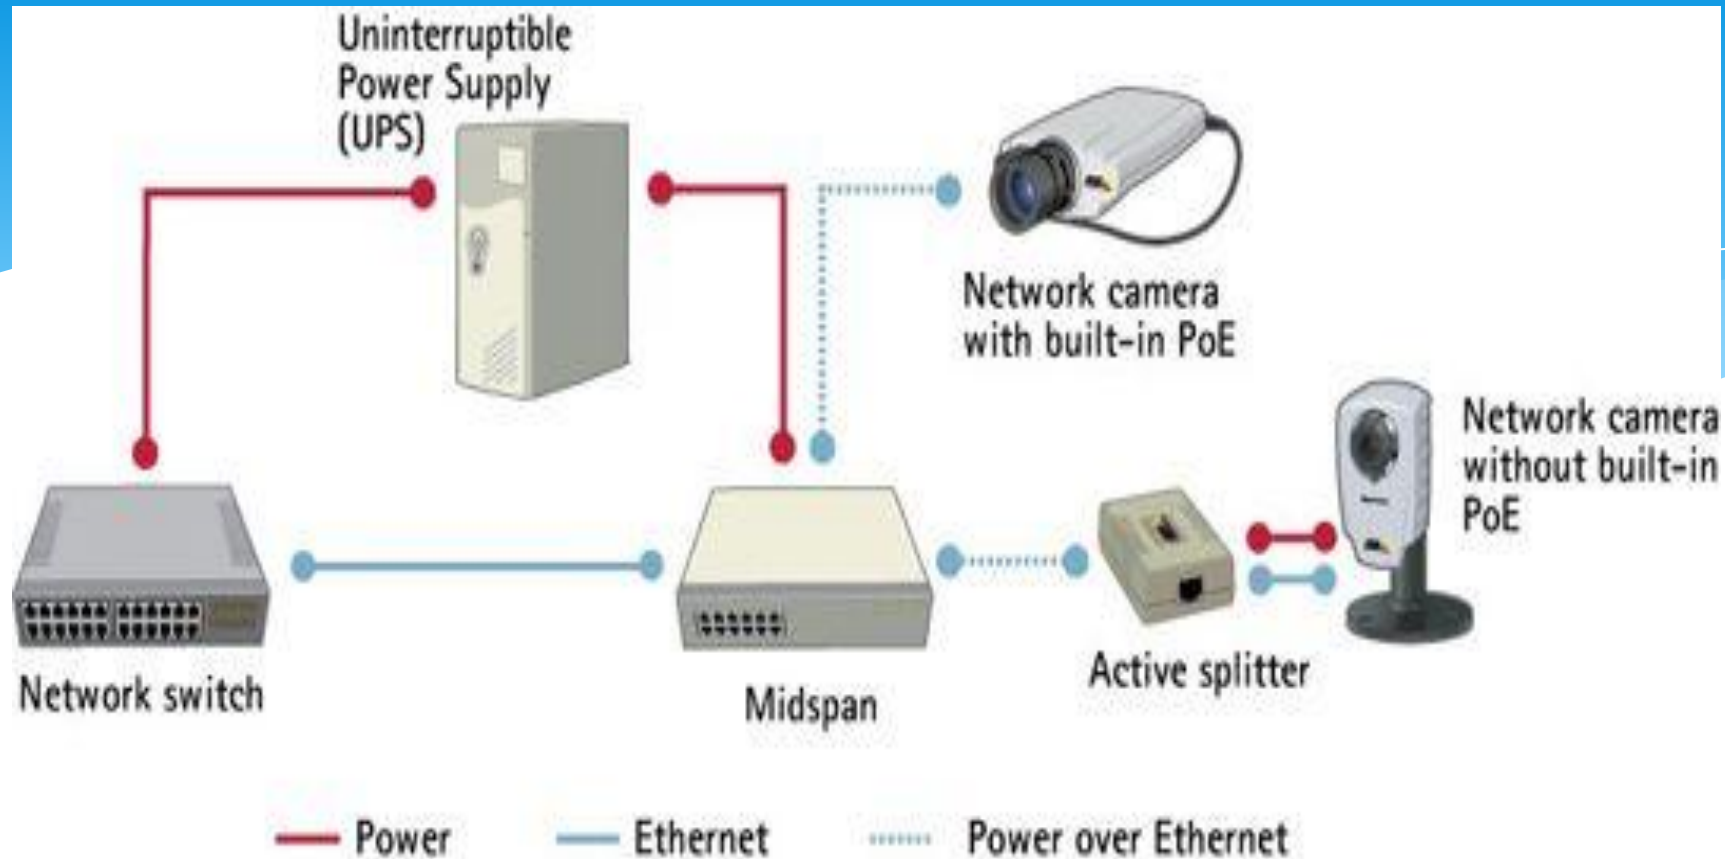 Uninterruptible
Power Supply
(UPS)
Network camera
with built-in PoE
Network camera
without built-in
PoE
Active splitter
Network switch
Midspan
Power
Ethernet
Power over Ethernet